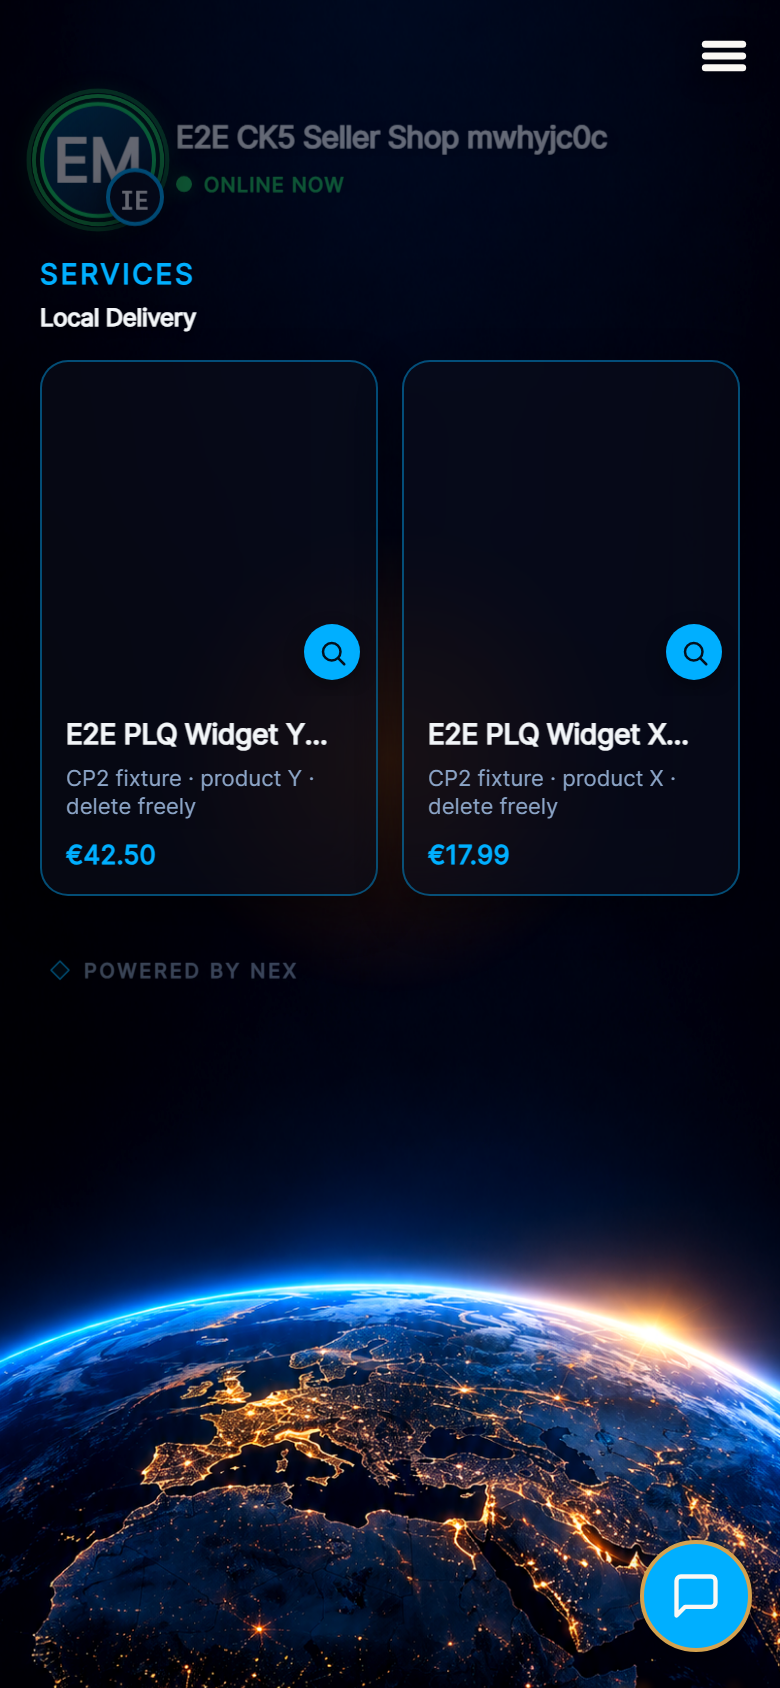 E2E CK5 Seller Shop mwhyjc0c
EM
IE
ONLINE NOW
SERVICES
Local Delivery
E2E PLQ Widget Y...
CP2 fixture · product Y ·
delete freely
€42.50
E2E PLQ Widget X...
CP2 fixture · product X ·
delete freely
€17.99
POWERED BY NEX